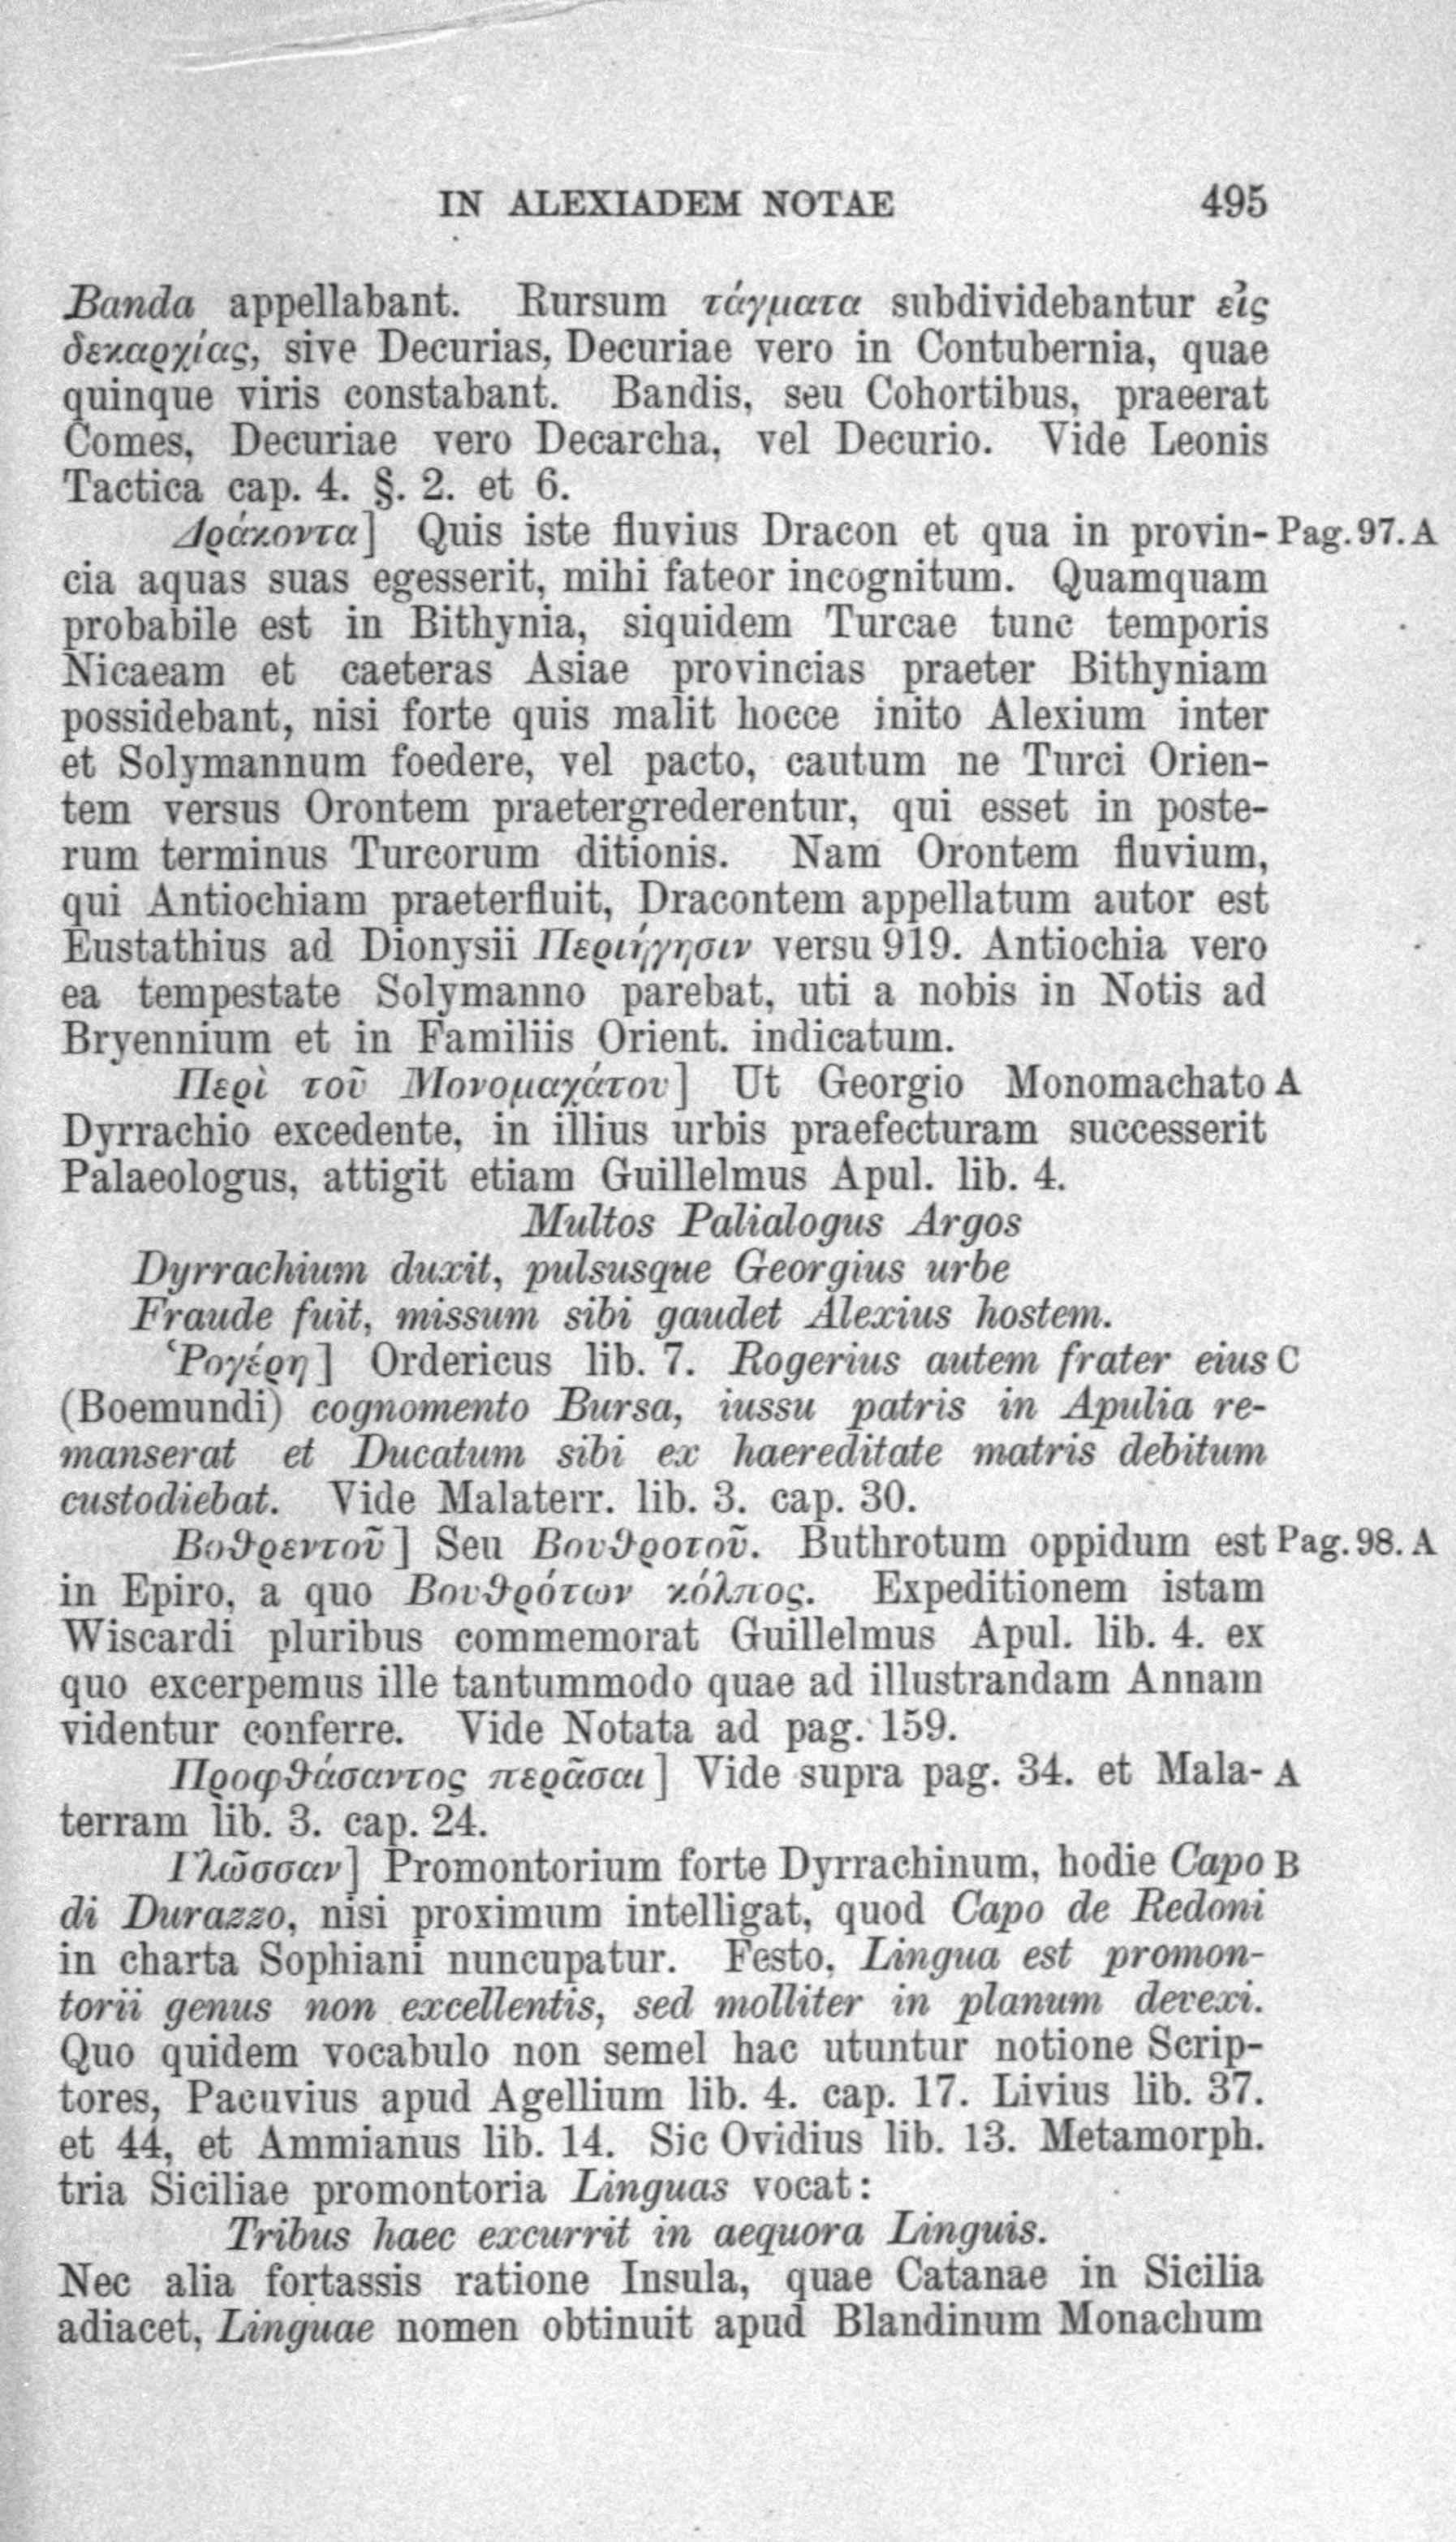 IN ALEXIADEM NOTAE 495
Banda appellabant. Rursum τάγματα subdividebantur εἰς
δεκαρχίας, sive Decurias, Decuriae vero in Contubernia, quae
quinque viris constabant. Bandis, seu Cohortibus, praeerat
Comes, Decuriae vero Decarcha, vel Decurio. Vide Leonis
Tactica cap. 4. §. 2. et 6.
Δράκοντα] Quis iste fluvius Dracon et qua in provin- Pag. 97. A
cia aquas suas egesserit, mihi fateor incognitum. Quamquam
probabile est in Bithynia, siquidem Turcae tunc temporis
Nicaeam et caeteras Asiae provincias praeter Bithyniam
possidebant, nisi forte quis malit hocce inito Alexium inter
et Solymannum foedere, vel pacto, cautum ne Turci Orien-
tem versus Orontem praetergrederentur, qui esset in poste-
rum terminus Turcorum ditionis. Nam Orontem fluvium,
qui Antiochiam praeterfluit, Dracontem appellatum autor est
Eustathius ad Dionysii Περιήγησιν versu 919. Antiochia vero
ea tempestate Solymanno parebat, uti a nobis in Notis ad
Bryennium et in Familiis Orient. indicatum.
Περὶ τοῦ Μονομαχάτου] Ut Georgio Monomachato A
Dyrrachio excedente, in illius urbis praefecturam successerit
Palaeologus, attigit etiam Guillelmus Apul. lib. 4.
Multos Palialogus Argos
Dyrrachium duxit, pulsusque Georgius urbe
Fraude fuit, missum sibi gaudet Alexius hostem.
Ῥογέρη] Ordericus lib. 7. Rogerius autem frater eius C
(Boemundi) cognomento Bursa, iussu patris in Apulia re-
manserat et Ducatum sibi ex haereditate matris debitum
custodiebat. Vide Malaterr. lib. 3. cap. 30.
Βοθρεντοῦ] Seu Βουθροτοῦ. Buthrotum oppidum est Pag. 98. A
in Epiro, a quo Βουθρότων κόλπος. Expeditionem istam
Wiscardi pluribus commemorat Guillelmus Apul. lib. 4. ex
quo excerpemus ille tantummodo quae ad illustrandam Annam
videntur conferre. Vide Notata ad pag. 159.
Προφθάσαντος περᾶσαι] Vide supra pag. 34. et Mala- A
terram lib. 3. cap. 24.
Γλῶσσαν] Promontorium forte Dyrrachinum, hodie Capo B
di Durazzo, nisi proximum intelligat, quod Capo de Redoni
in charta Sophiani nuncupatur. Festo, Lingua est promon-
torii genus non excellentis, sed molliter in planum devexi.
Quo quidem vocabulo non semel hac utuntur notione Scrip-
tores, Pacuvius apud Agellium lib. 4. cap. 17. Livius lib. 37.
et 44, et Ammianus lib. 14. Sic Ovidius lib. 13. Metamorph.
tria Siciliae promontoria Linguas vocat:
Tribus haec excurrit in aequora Linguis.
Nec alia fortassis ratione Insula, quae Catanae in Sicilia
adiacet, Linguae nomen obtinuit apud Blandinum Monachum